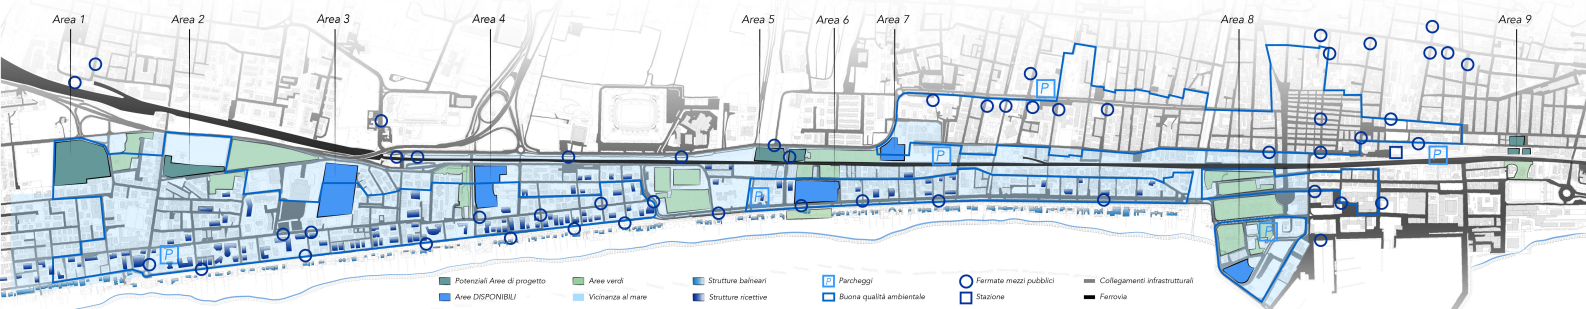 Area 1
Area 2
Area 3
Area 4
Area 5
Area 6
Area 7
Area 8
Area 9
P
P
P
P
P
P
Potenziali Aree di progetto
Aree DISPONIBILI
Aree verdi
Vicinanza al mare
Strutture balneari
Strutture ricettive
P Parcheggi
Buona qualità ambientale
Fermate mezzi pubblici
Stazione
Collegamenti infrastrutturali
Ferrovia